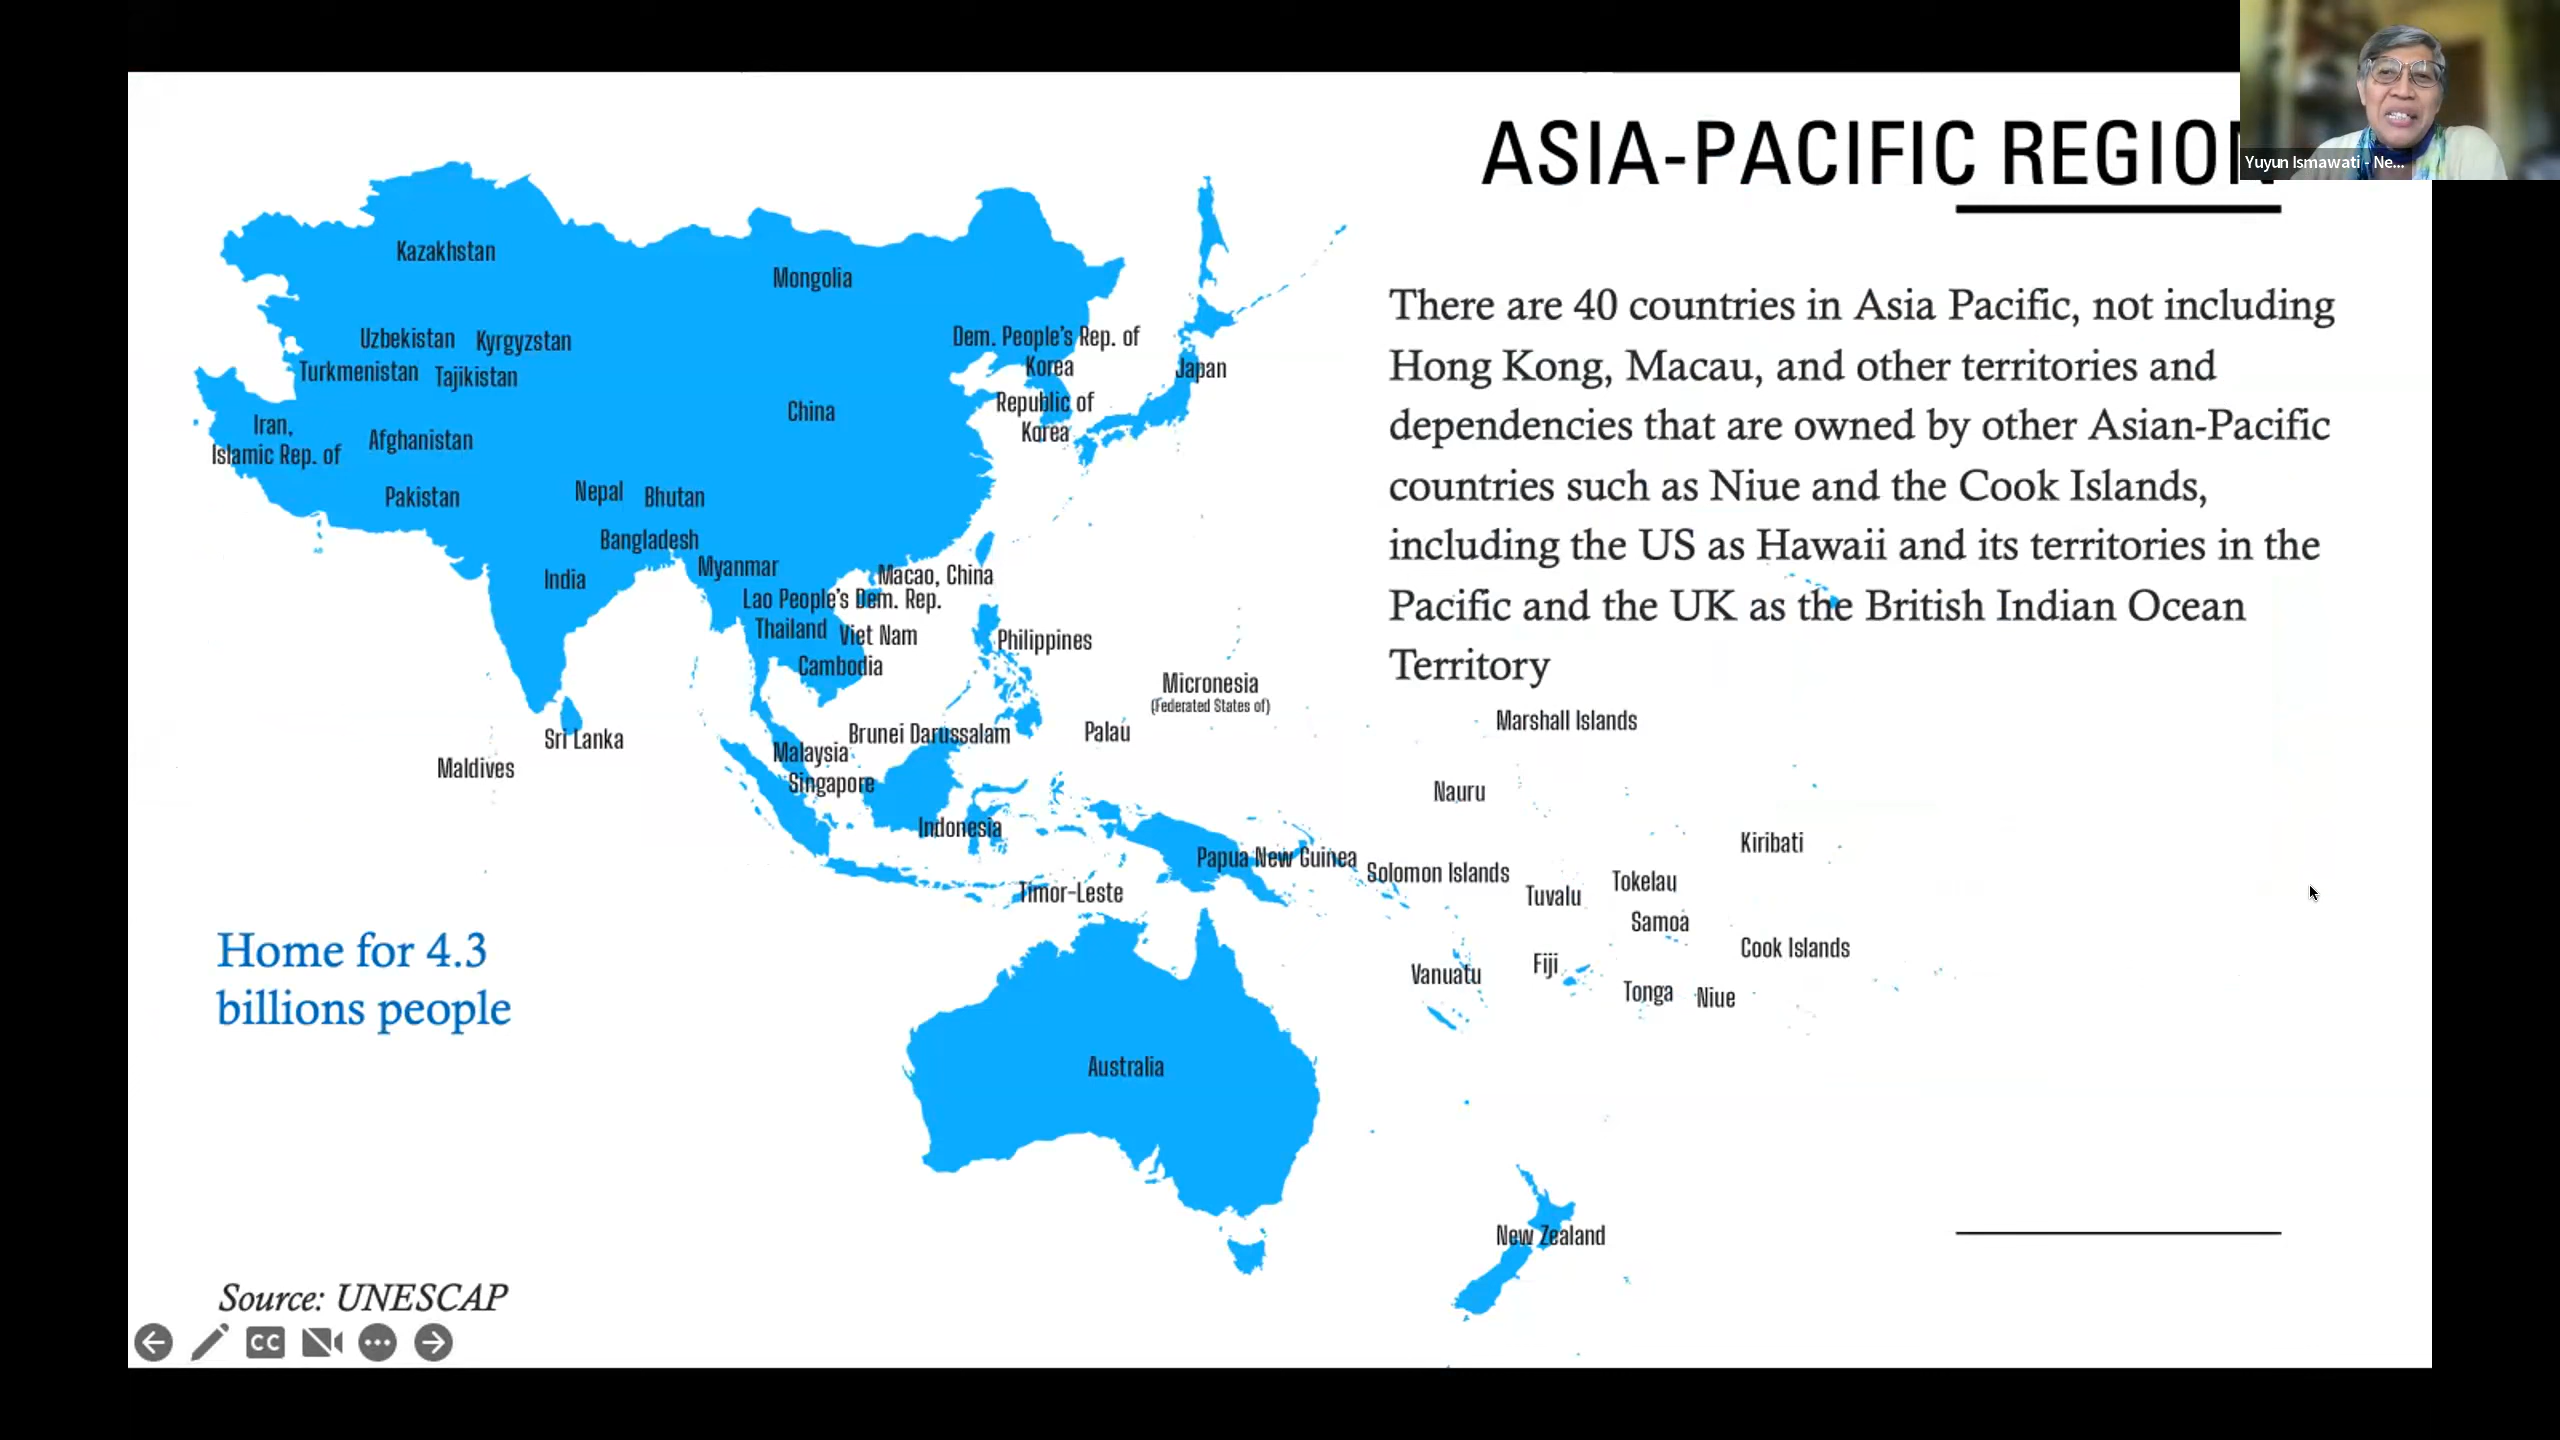 ASIA-PACIFIC REGION
Yuyun Ismawati - Ne...
There are 40 countries in Asia Pacific, not including
Hong Kong, Macau, and other territories and
dependencies that are owned by other Asian-Pacific
countries such as Niue and the Cook Islands,
including the US as Hawaii and its territories in the
Pacific and the UK as the British Indian Ocean
Territory
Kazakhstan
Mongolia
Uzbekistan
Kyrgyzstan
Turkmenistan
Tajikistan
Dem. People's Rep. of
Korea
Japan
Republic of
Korea
China
Iran,
Islamic Rep. of
Afghanistan
Pakistan
Nepal
Bhutan
Bangladesh
India
Myanmar
Macao, China
Lao People's Dem. Rep.
Thailand
Viet Nam
Cambodia
Philippines
Micronesia
(Federated States of)
Palau
Marshall Islands
Sri Lanka
Maldives
Brunei Darussalam
Malaysia
Singapore
Indonesia
Nauru
Kiribati
Papua New Guinea
Solomon Islands
Timor-Leste
Tuvalu
Tokelau
Samoa
Cook Islands
Vanuatu
Fiji
Tonga
Niue
Australia
New Zealand
Home for 4.3
billions people
Source: UNESCAP
CC